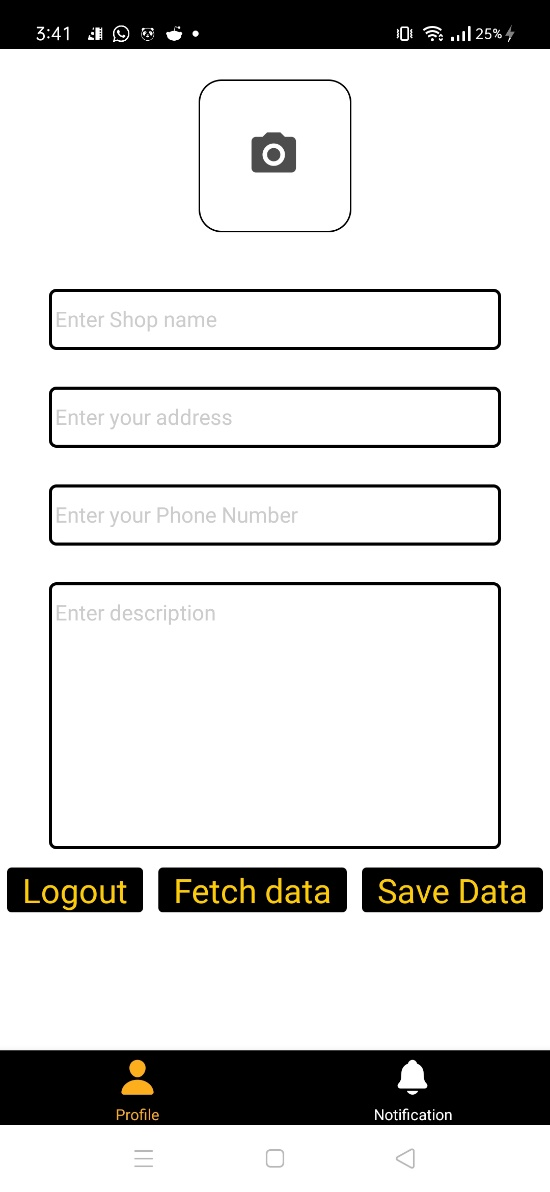 3:41
25%
Enter Shop name
Enter your address
Enter your Phone Number
Enter description
Logout Fetch data Save Data
Profile Notification